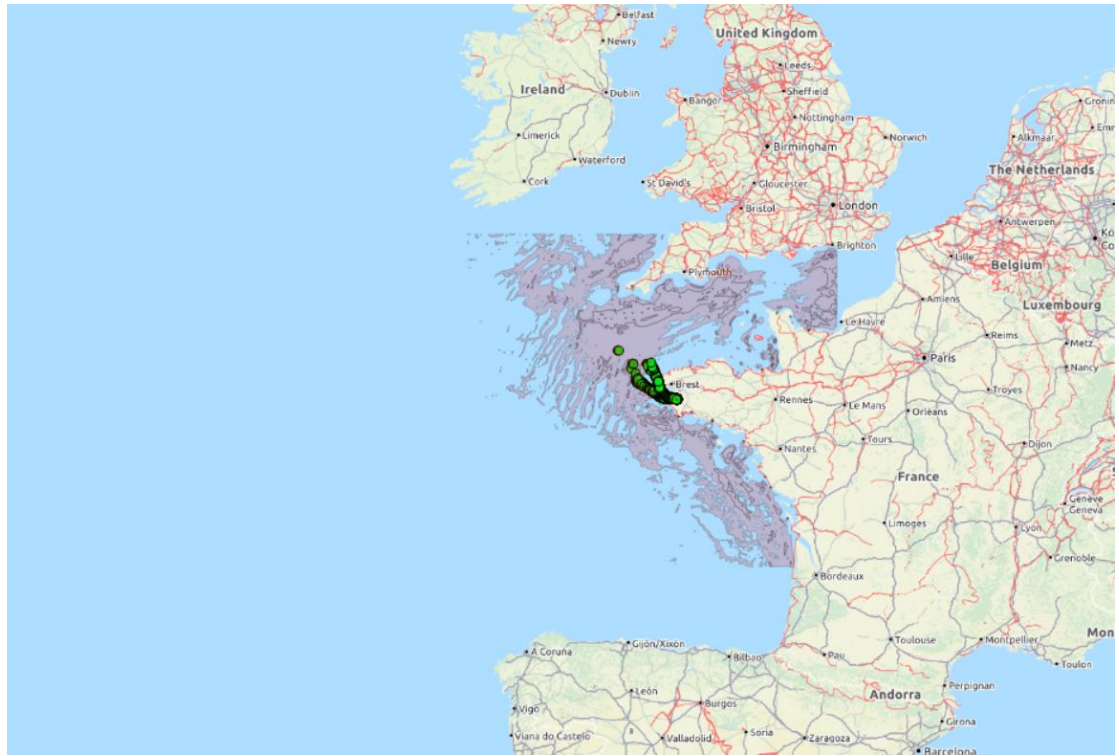 Belfast
United Kingdom
Newry
Leeds
Ireland
Dublin
Bangor
Sheffield
Nottingham
Limerick
Norwich
Birmingham
Alkmaar
Waterford
The Netherlands
Cork
St David's
Gloucester
Bristol
London
Antwerpen
Brighton
Lille
Belgium
Plymouth
Amiens
Luxembourg
Le Havre
Reims
Metz
Paris
Nancy
Brest
Rennes
Le Mans
Orléans
Troyes
Tours
Dijon
Nantes
France
Genève
Geneva
Limoges
Lyon
Grenoble
Bordeaux
A Coruña
Gijón/Xixón
Bilbao
Pau
Toulouse
Montpellier
Toulon
León
Burgos
Andorra
Perpignan
Vigo
Girona
Viana do Castelo
Valladolid
Soria
Zaragoza
Barcelona